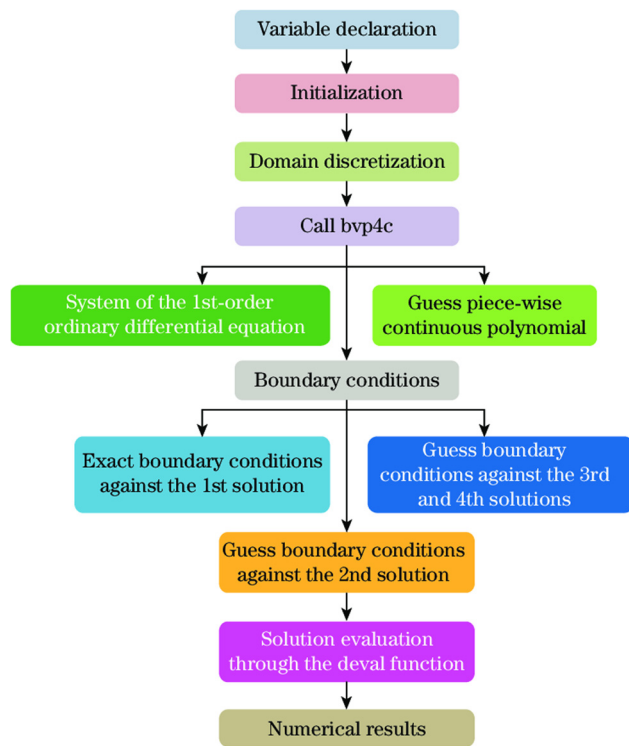 Variable declaration
Initialization
Domain discretization
Call bvp4c
System of the 1st-order
ordinary differential equation
Guess piece-wise
continuous polynomial
Boundary conditions
Exact boundary conditions
against the 1st solution
Guess boundary
conditions against the 3rd
and 4th solutions
Guess boundary conditions
against the 2nd solution
Solution evaluation
through the deval function
Numerical results